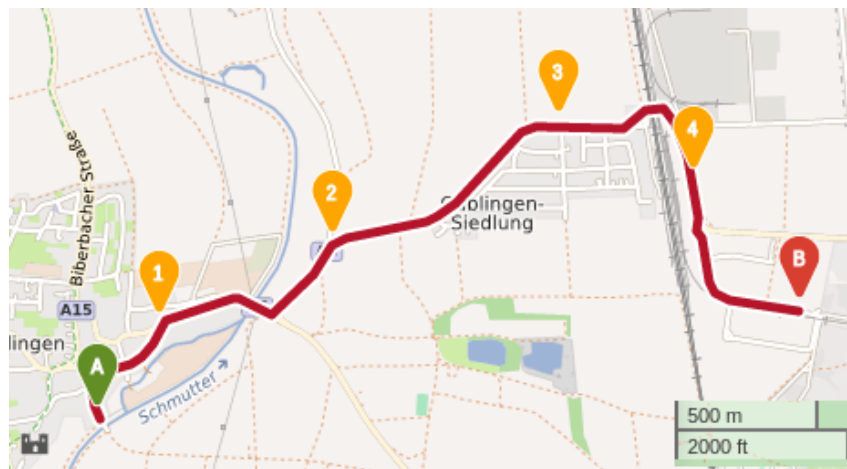 3
4
Biberbacher Straße
2
Siedlung
1
B
A15
lingen
A
Schmutter
500 m
2000 ft